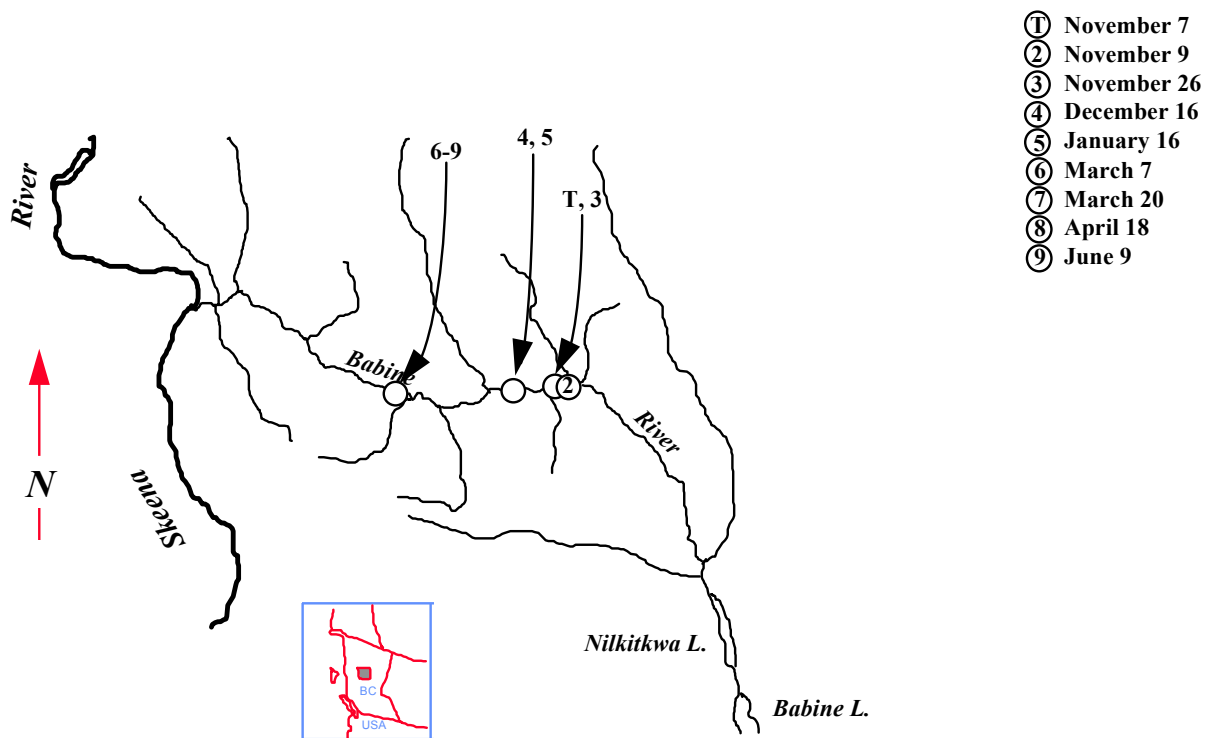 T November 7
2 November 9
3 November 26
4 December 16
5 January 16
6 March 7
7 March 20
8 April 18
9 June 9
6-9
4, 5
T, 3
River
Babine
2
River
N
Skeena
Nilkitkwa L.
BC
USA
Babine L.